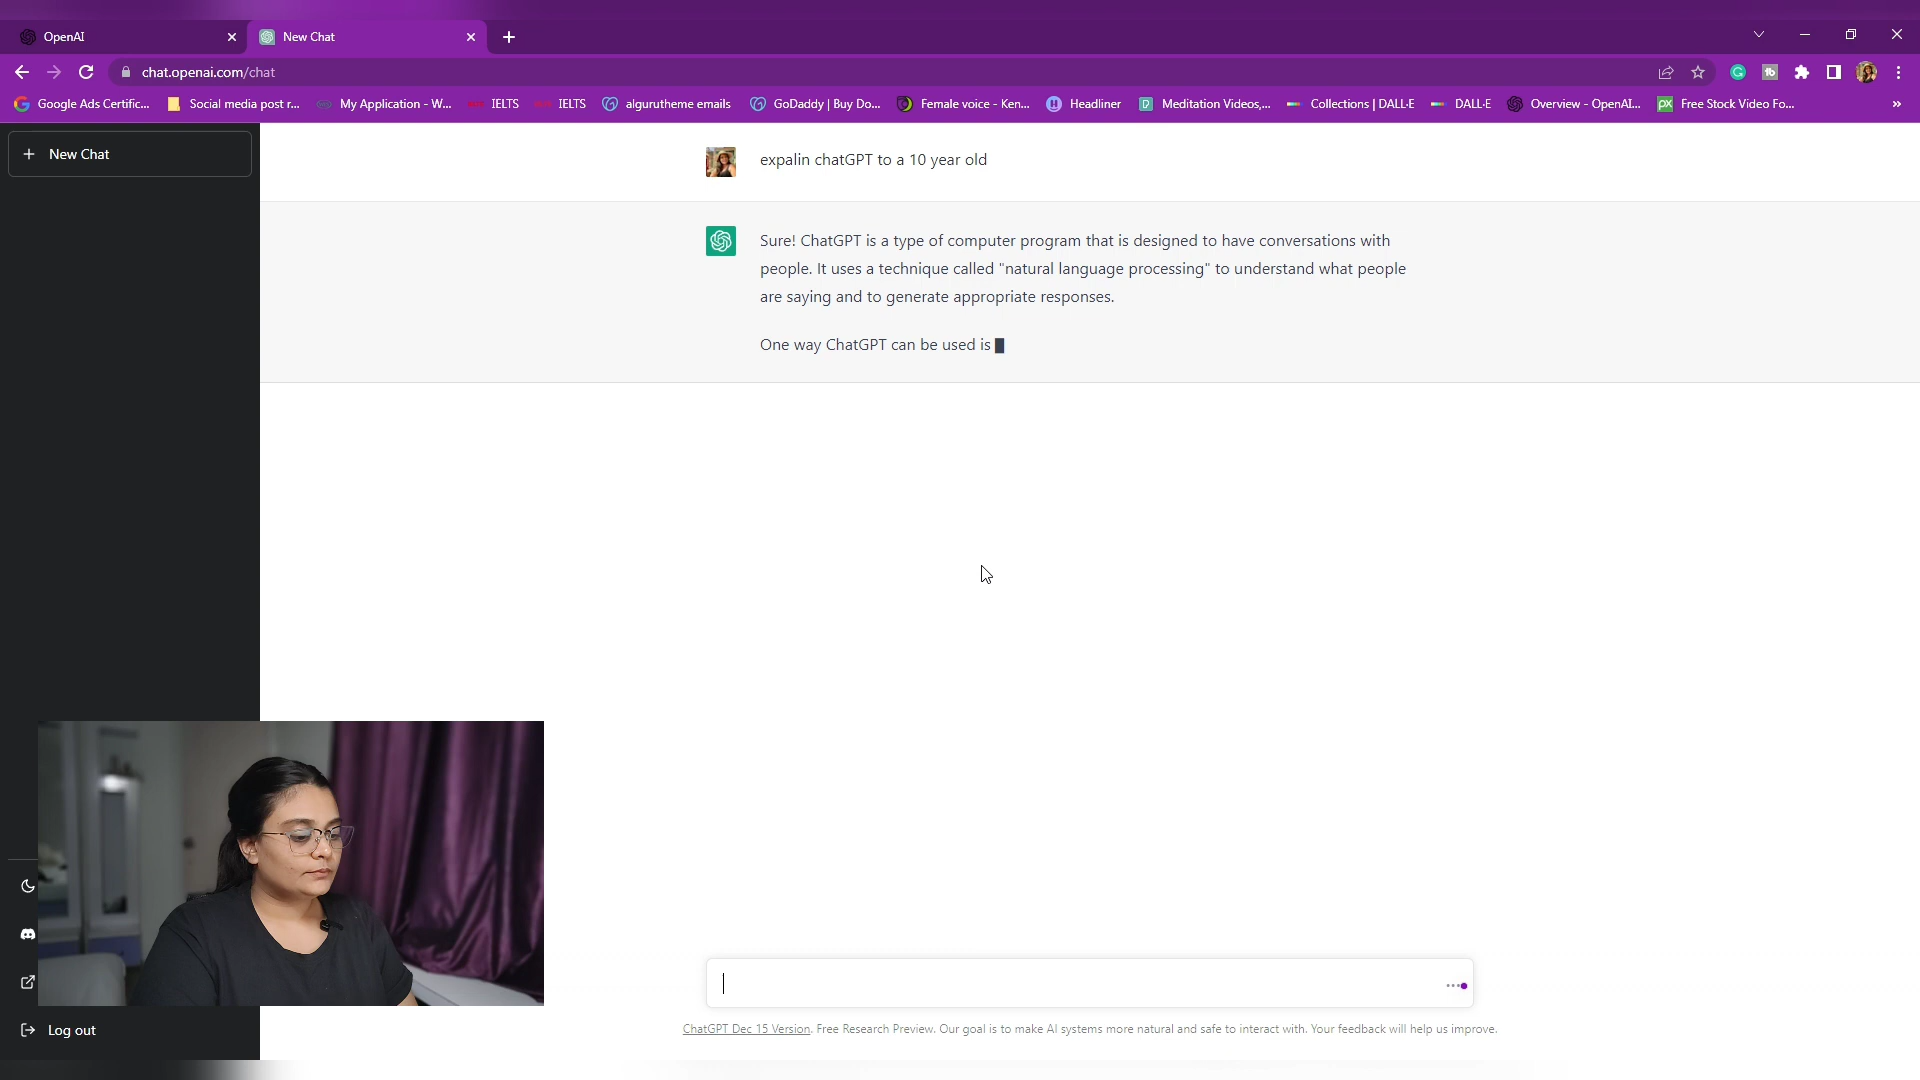 OpenAI
New Chat
chat.openai.com/chat
Google Ads Certific...
Social media post r...
My Application - W...
IELTS
IELTS
algurutheme emails
GoDaddy | Buy Do...
Female voice - Ken...
Headliner
Meditation Videos,...
Collections | DALL·E
DALL·E
Overview - OpenAI...
Free Stock Video Fo...
New Chat
expalin chatGPT to a 10 year old
Sure! ChatGPT is a type of computer program that is designed to have conversations with
people. It uses a technique called "natural language processing" to understand what people
are saying and to generate appropriate responses.
One way ChatGPT can be used is
Log out
ChatGPT Dec 15 Version. Free Research Preview. Our goal is to make AI systems more natural and safe to interact with. Your feedback will help us improve.